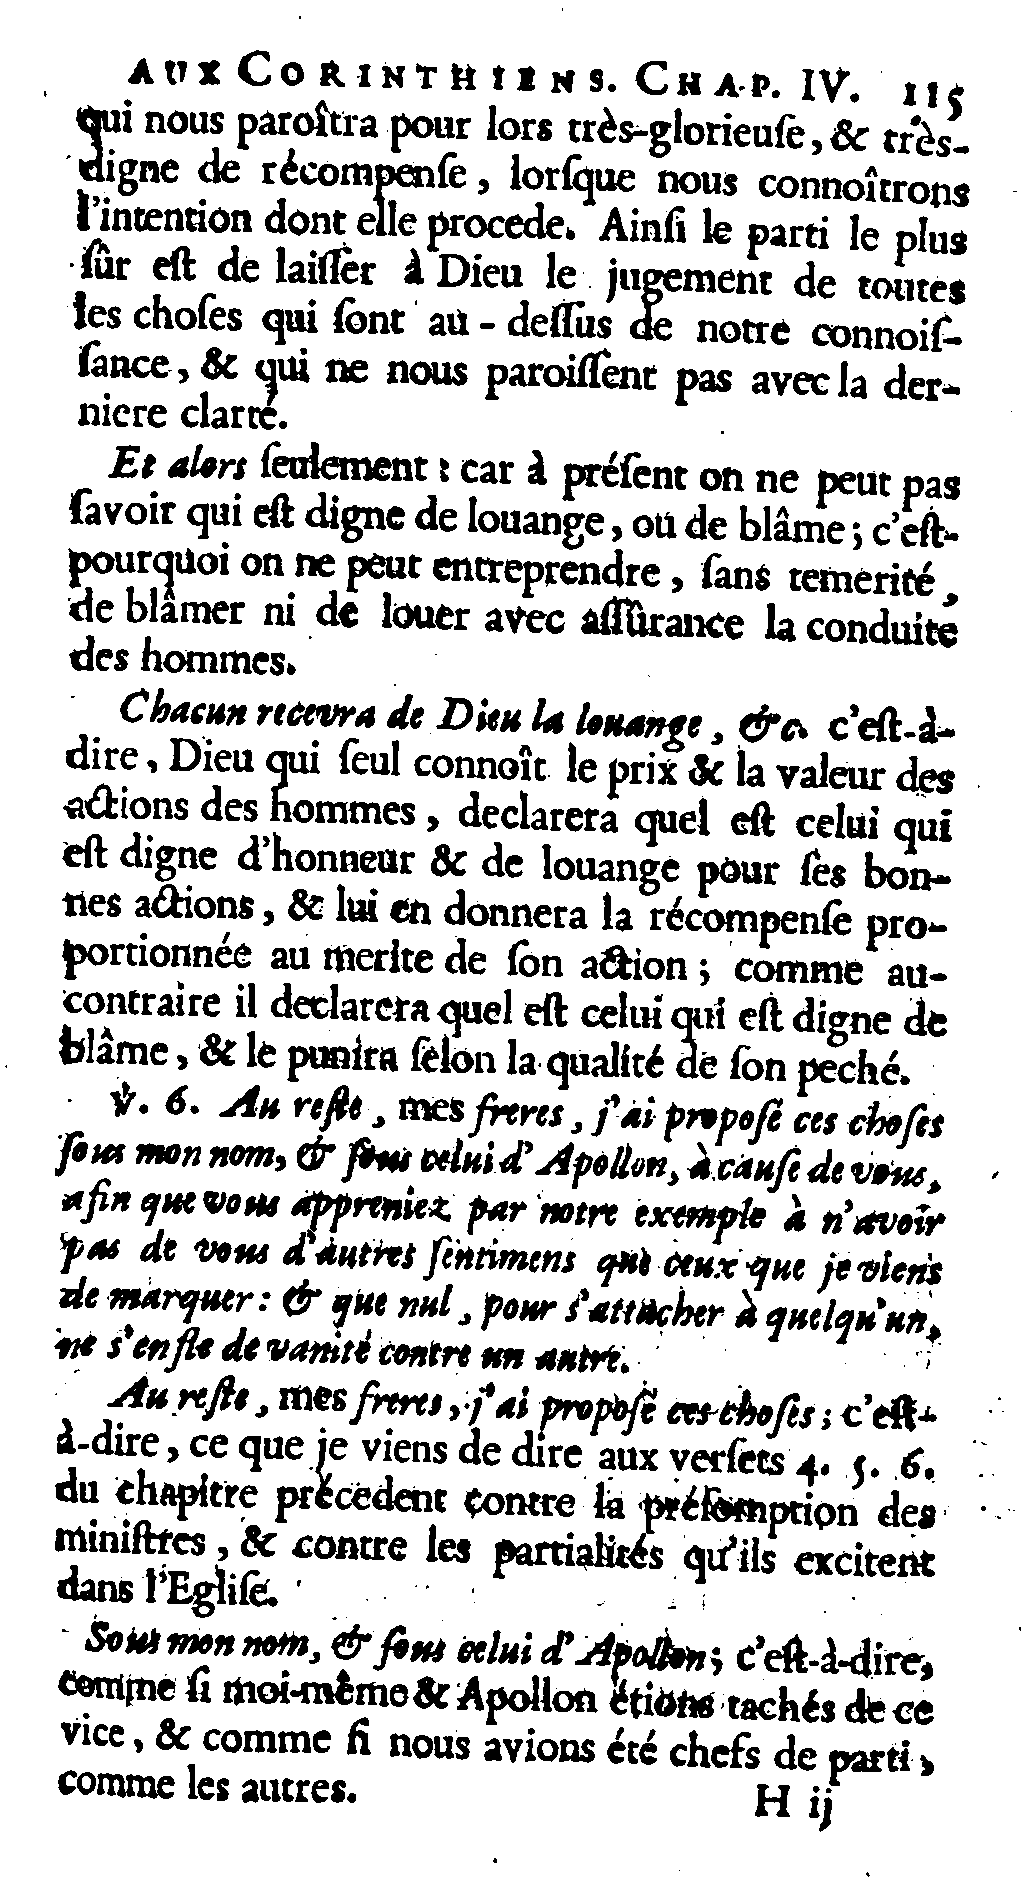 AUX CORINTHIENS. CHAP. IV. 115
qui nous paroîtra pour lors très-glorieuſe, & très-
digne de récompenſe, lorſque nous connoîtrons
l'intention dont elle procede. Ainſi le parti le plus
ſûr eſt de laiſſer à Dieu le jugement de toutes
les choſes qui ſont au-deſſus de notre connoiſ-
ſance, & qui ne nous paroiſſent pas avec la der-
niere clarté.
Et alors ſeulement : car à préſent on ne peut pas
ſavoir qui eſt digne de louange, ou de blâme; c'eſt-
pourquoi on ne peut entreprendre, ſans temerité,
de blâmer ni de louer avec aſſûrance la conduite
des hommes.
Chacun recevra de Dieu la louange, &c. c'eſt-à-
dire, Dieu qui ſeul connoît le prix & la valeur des
actions des hommes, declarera quel eſt celui qui
eſt digne d'honneur & de louange pour ſes bon-
nes actions, & lui en donnera la récompenſe pro-
portionnée au merite de ſon action; comme au-
contraire il declarera quel eſt celui qui eſt digne de
blâme, & le punira ſelon la qualité de ſon peché.
℣. 6. Au reſte, mes freres, j'ai propoſé ces choſes
ſous mon nom, & ſous celui d'Apollon, à cauſe de vous,
afin que vous appreniez par notre exemple à n'avoir
pas de vous d'autres ſentimens que ceux que je viens
de marquer : & que nul, pour s'attacher à quelqu'un,
ne s'enfle de vanité contre un autre.
Au reſte, mes freres, j'ai propoſé ces choſes; c'eſt-
à-dire, ce que je viens de dire aux verſets 4. 5. 6.
du chapitre précedent contre la préſomption des
miniſtres, & contre les partialités qu'ils excitent
dans l'Egliſe.
Sous mon nom, & ſous celui d'Apollon; c'eſt-à-dire,
comme ſi moi-même & Apollon étions tachés de ce
vice, & comme ſi nous avions été chefs de parti,
comme les autres.
H ij